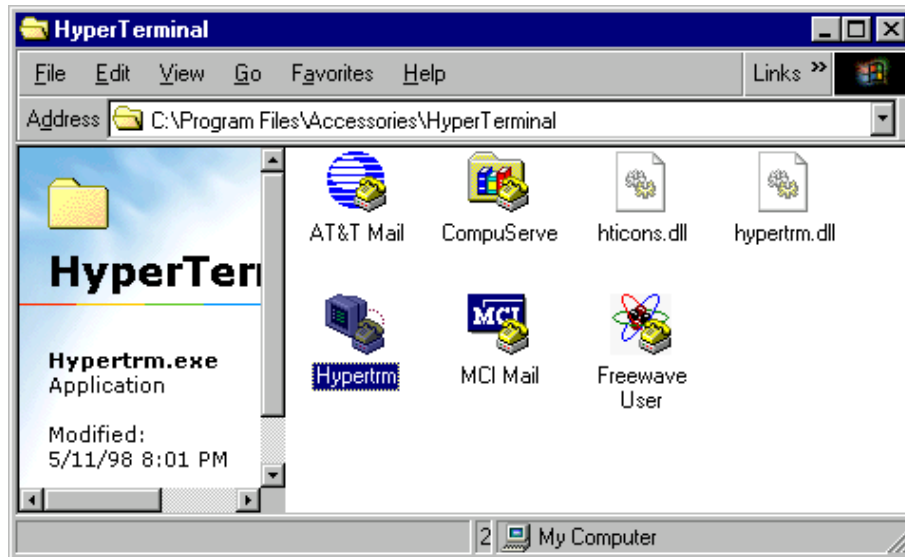 HyperTerminal
File Edit View Go Favorites Help Links »
Address C:\Program Files\Accessories\HyperTerminal
HyperTer
Hypertrm.exe
Application
Modified:
5/11/98 8:01 PM
AT&T Mail CompuServe hticons.dll hypertrm.dll
MCI
Hypertrm MCI Mail Freewave
User
2 My Computer